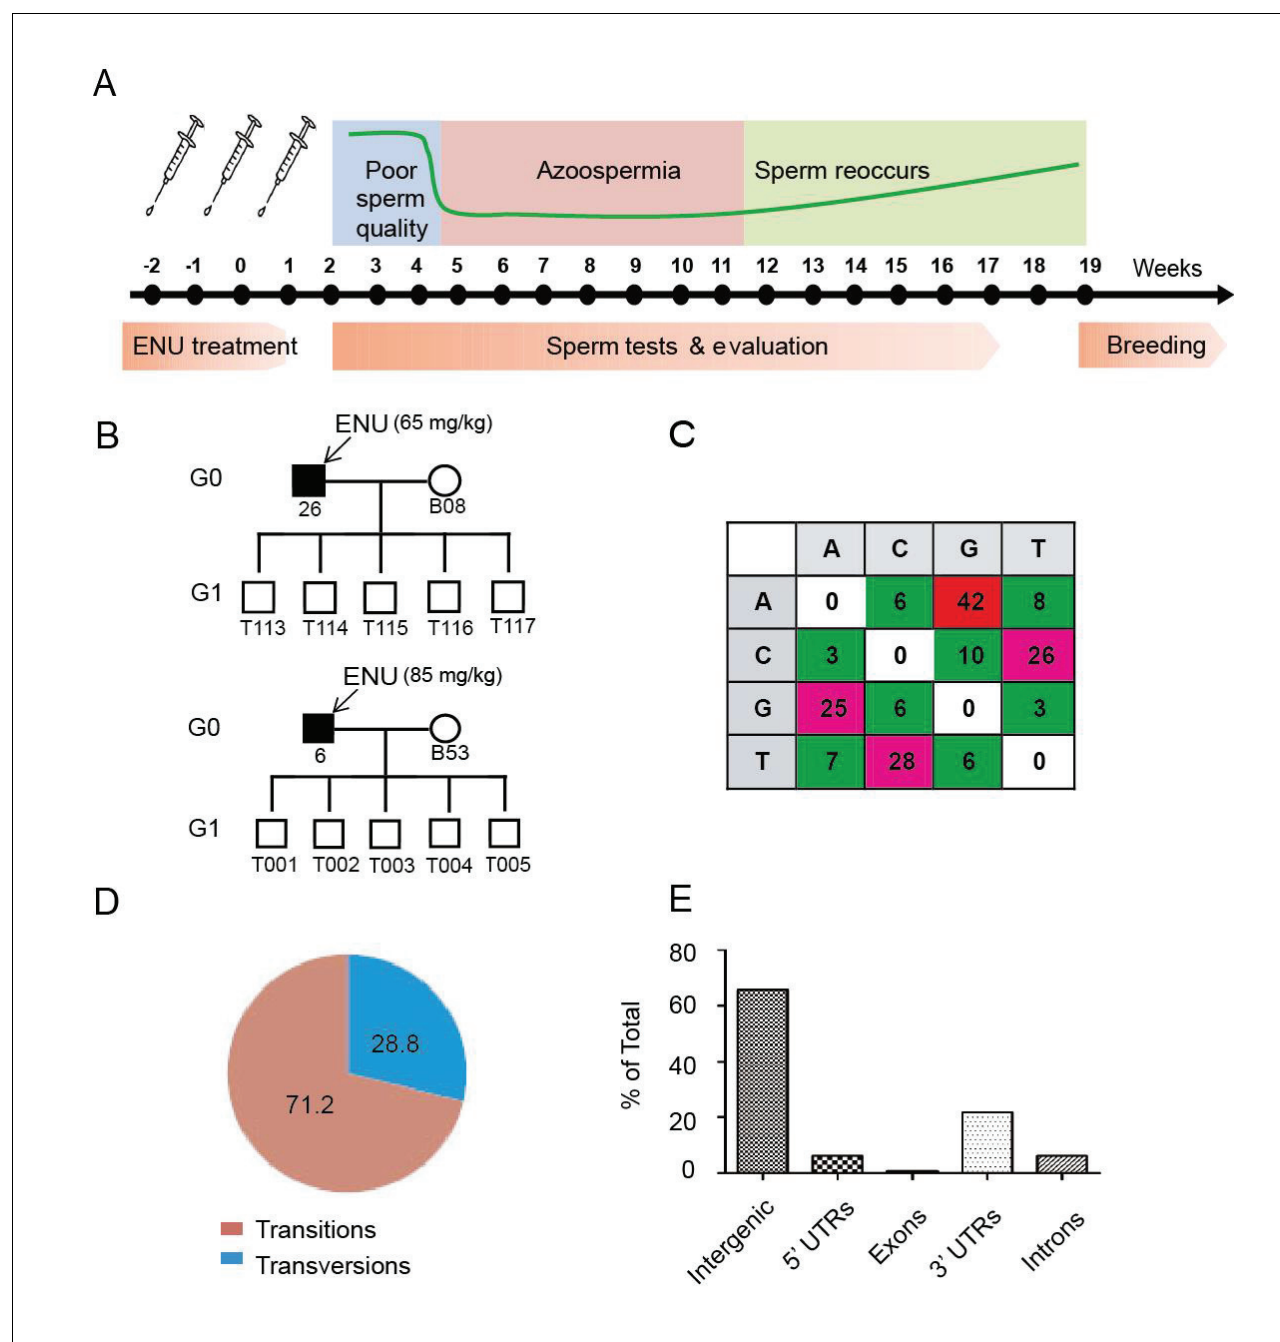 A
Poor
sperm
quality
Azoospermia
Sperm reoccurs
-2 -1 0 1 2 3 4 5 6 7 8 9 10 11 12 13 14 15 16 17 18 19 Weeks
ENU treatment
Sperm tests & evaluation
Breeding
B
ENU (65 mg/kg)
G0
26
B08
G1
T113 T114 T115 T116 T117
ENU (85 mg/kg)
G0
6
B53
G1
T001 T002 T003 T004 T005
C
A C G T
A 0 6 42 8
C 3 0 10 26
G 25 6 0 3
T 7 28 6 0
D
28.8
71.2
Transitions
Transversions
E
% of Total
80
60
40
20
0
Intergenic
5' UTRs
Exons
3' UTRs
Introns